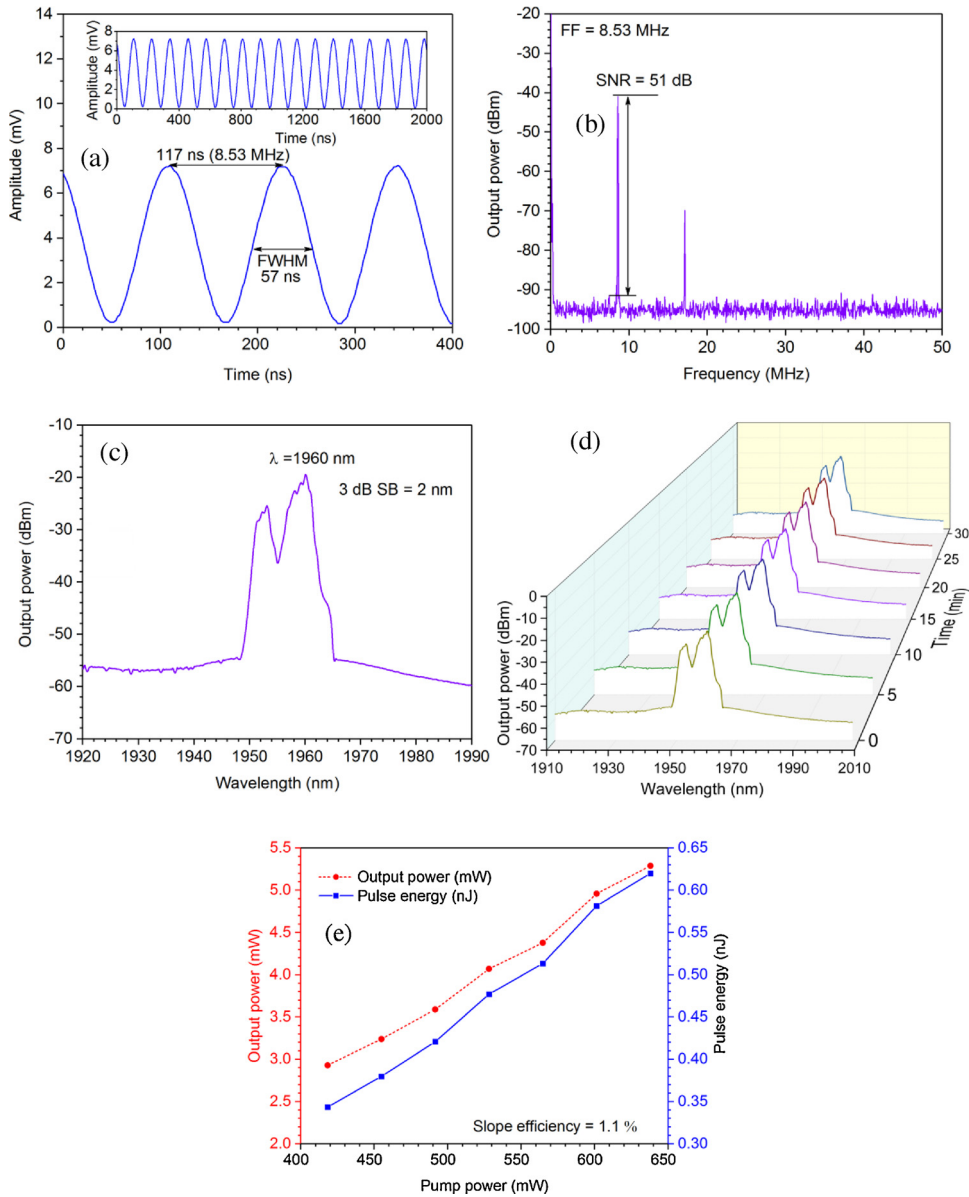 14
12
10
8
6
4
2
0
Amplitude (mV)
0 100 200 300 400
Time (ns)
8
6
4
2
0
Amplitude (mV)
0 400 800 1200 1600 2000
Time (ns)
(a)
117 ns (8.53 MHz)
FWHM
57 ns
-20
-30
-40
-50
-60
-70
-80
-90
-100
Output power (dBm)
FF = 8.53 MHz
SNR = 51 dB
(b)
0 10 20 30 40 50
Frequency (MHz)
-10
-20
-30
-40
-50
-60
-70
Output power (dBm)
(c)
λ =1960 nm
3 dB SB = 2 nm
1920 1930 1940 1950 1960 1970 1980 1990
Wavelength (nm)
(d)
0
-10
-20
-30
-40
-50
-60
-70
Output power (dBm)
1910 1930 1950 1970 1990 2010
Wavelength (nm)
30
25
20
15
10
5
0
Time (min)
5.5
5.0
4.5
4.0
3.5
3.0
2.5
2.0
Output power (mW)
Output power (mW)
Pulse energy (nJ)
(e)
Slope efficiency = 1.1 %
0.65
0.60
0.55
0.50
0.45
0.40
0.35
0.30
Pulse energy (nJ)
400 450 500 550 600 650
Pump power (mW)